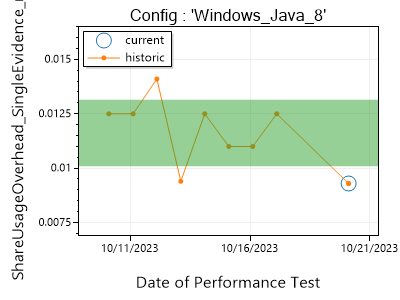 Config : 'Windows_Java_8'
current
historic
0.015
0.0125
0.01
0.0075
10/11/2023
10/16/2023
10/21/2023
Date of Performance Test
ShareUsageOverhead_SingleEvidence_